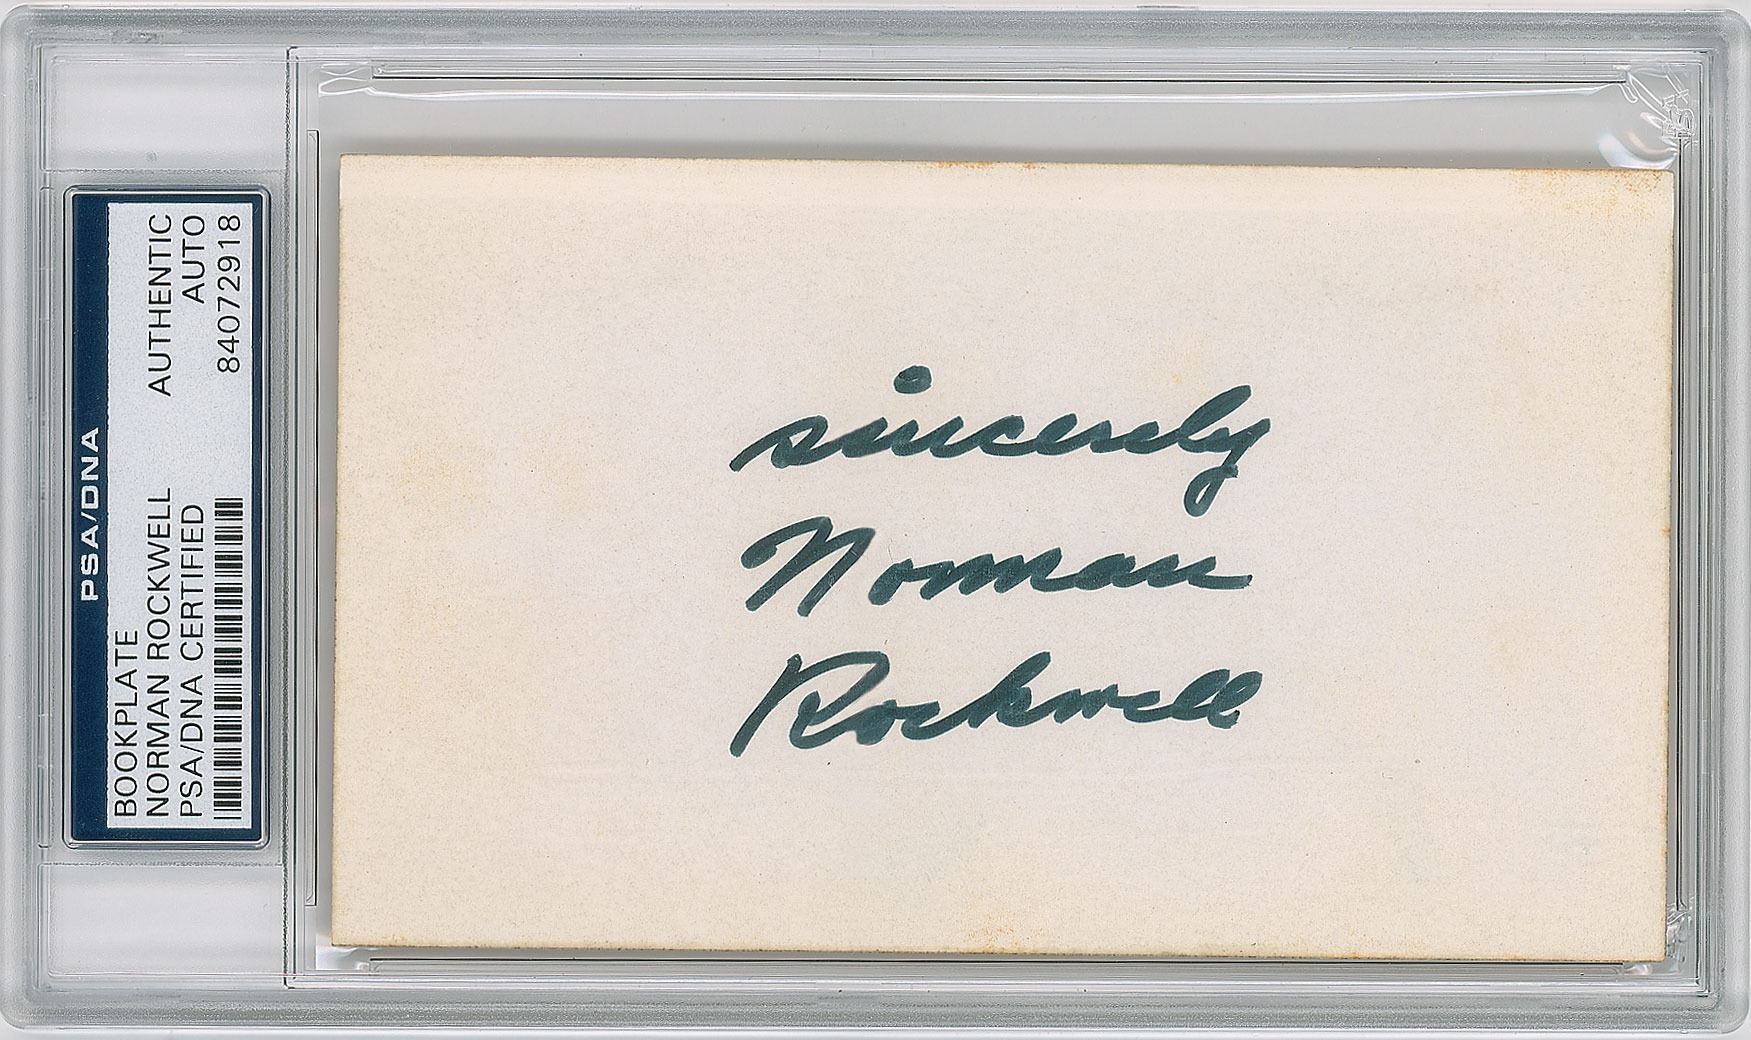 PSA/DNA
BOOKPLATE
NORMAN ROCKWELL AUTHENTIC
PSA/DNA CERTIFIED AUTO
84072918
sincerely
Norman
Rockwell